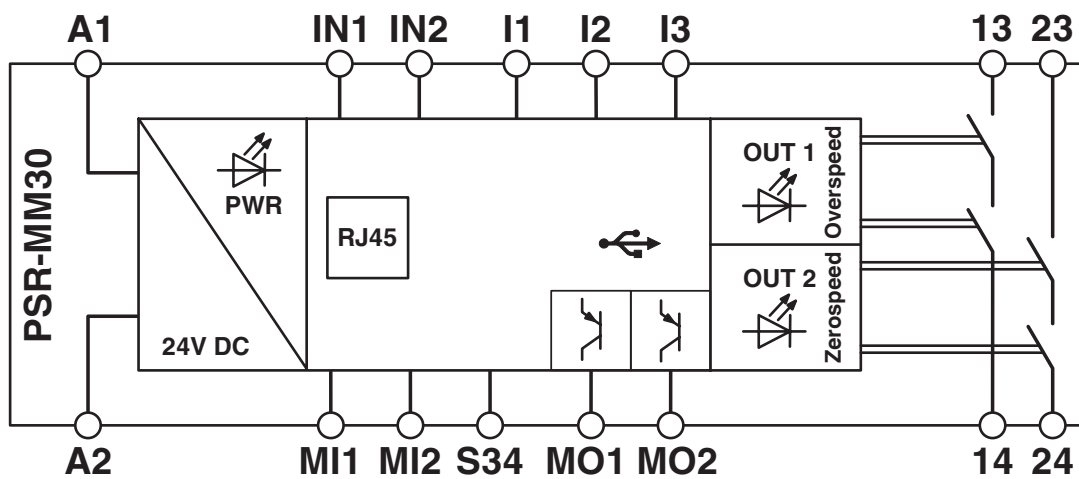 A1 IN1 IN2 I1 I2 I3 13 23
PSR-MM30
PWR
24V DC
RJ45
OUT 1
Overspeed
OUT 2
Zerospeed
A2 MI1 MI2 S34 MO1 MO2 14 24